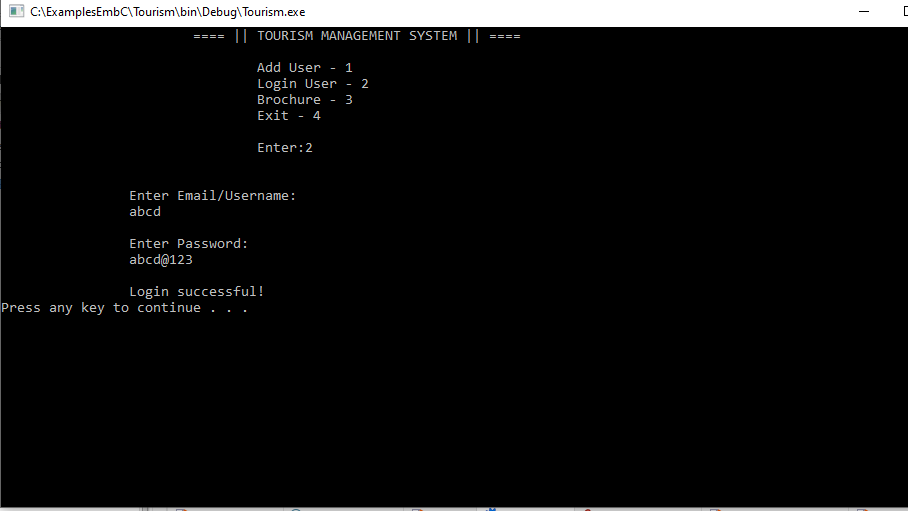 C:\ExamplesEmbC\Tourism\bin\Debug\Tourism.exe
==== || TOURISM MANAGEMENT SYSTEM || ====
Add User - 1
Login User - 2
Brochure - 3
Exit - 4
Enter:2
Enter Email/Username:
abcd
Enter Password:
abcd@123
Login successful!
Press any key to continue . . .